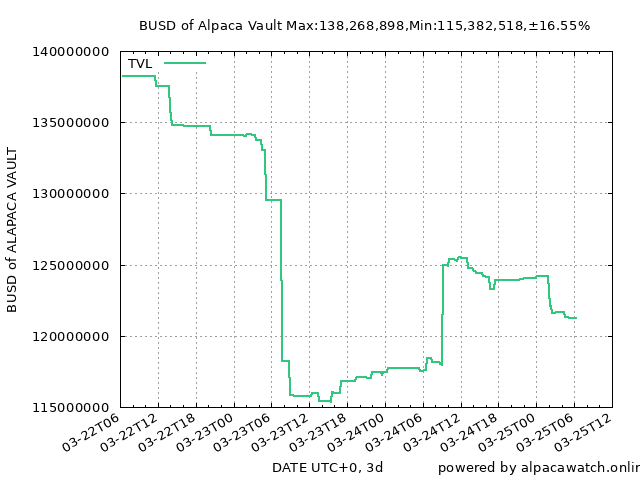 BUSD of Alpaca Vault Max:138,268,898,Min:115,382,518,±16.55%
TVL
140000000
135000000
130000000
125000000
120000000
115000000
BUSD of ALAPACA VAULT
03-22T06
03-22T12
03-22T18
03-23T00
03-23T06
03-23T12
03-23T18
03-24T00
03-24T06
03-24T12
03-24T18
03-25T00
03-25T06
03-25T12
DATE UTC+0, 3d
powered by alpacawatch.onlin